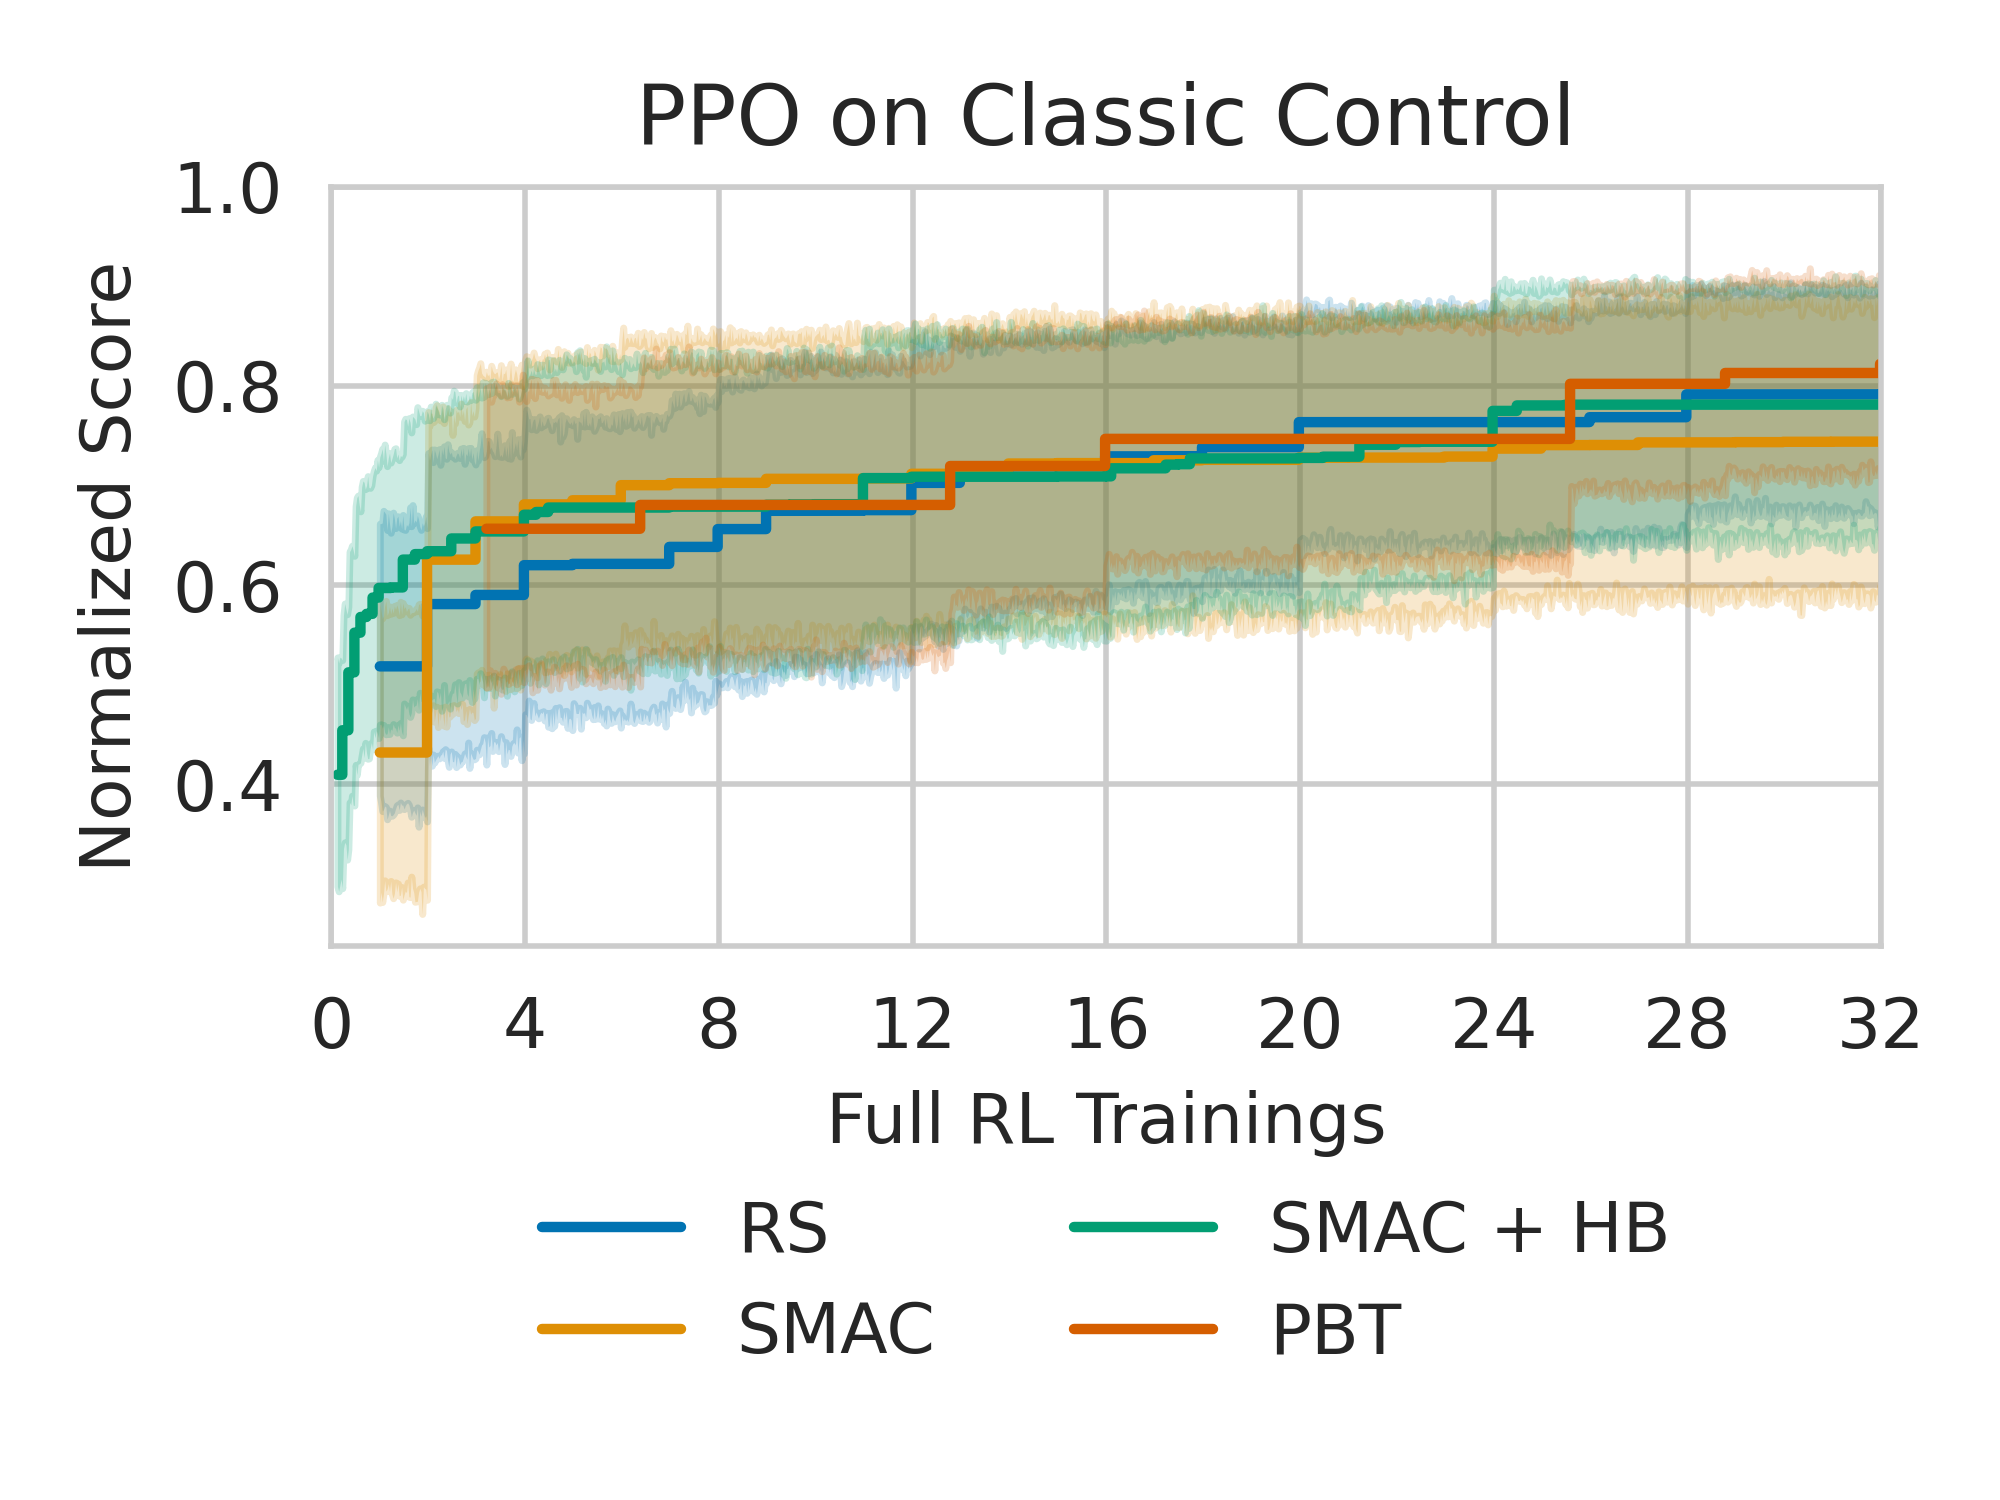 PPO on Classic Control
Normalized Score
1.0
0.8
0.6
0.4
0 4 8 12 16 20 24 28 32
Full RL Trainings
RS SMAC + HB
SMAC PBT